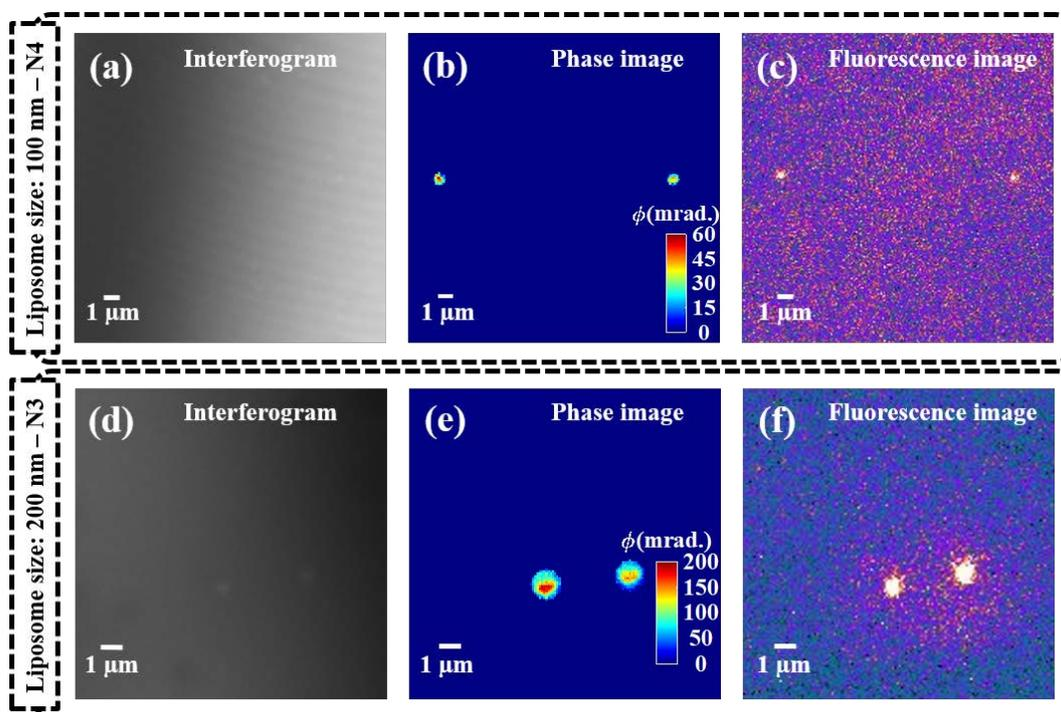 Liposome size: 100 nm – N4
(a) Interferogram
1 μm
(b) Phase image
ϕ(mrad.)
60
45
30
15
0
1 μm
(c) Fluorescence image
1 μm
Liposome size: 200 nm – N3
(d) Interferogram
1 μm
(e) Phase image
ϕ(mrad.)
200
150
100
50
0
1 μm
(f) Fluorescence image
1 μm